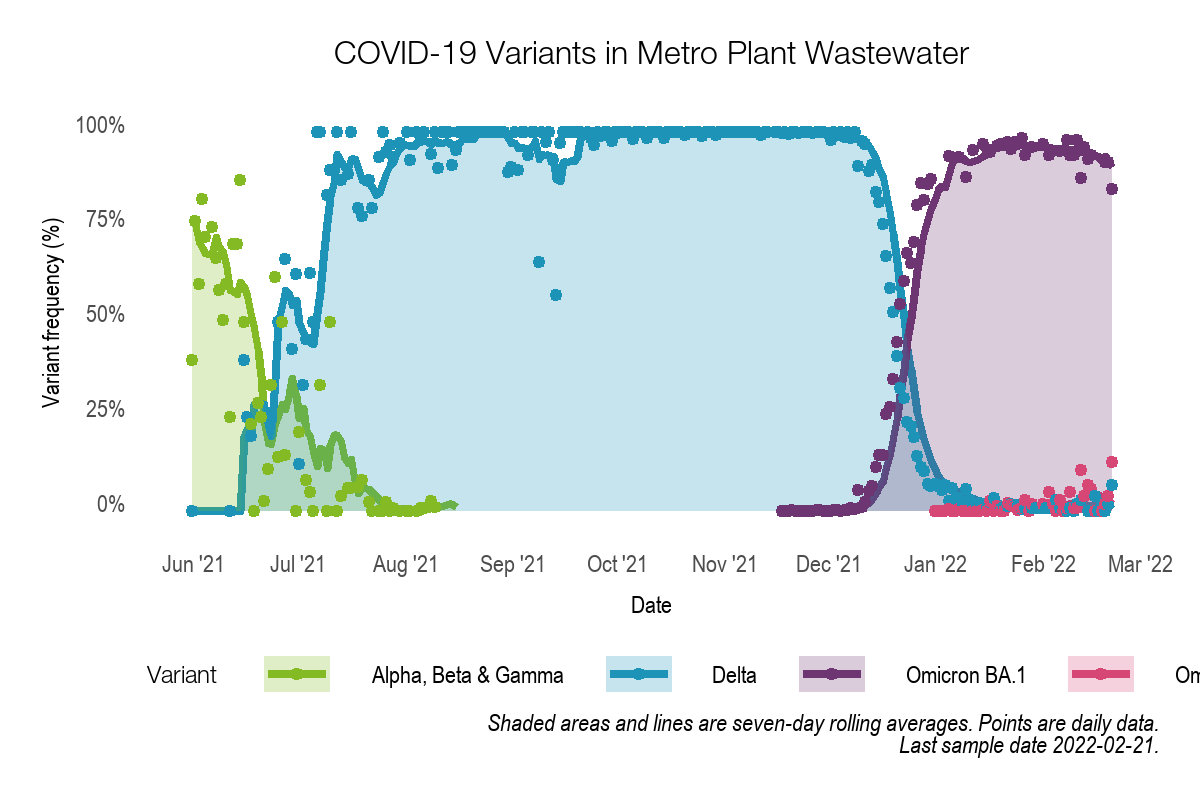 COVID-19 Variants in Metro Plant Wastewater
100%
75%
50%
25%
0%
Variant frequency (%)
Jun '21 Jul '21 Aug '21 Sep '21 Oct '21 Nov '21 Dec '21 Jan '22 Feb '22 Mar '22
Date
Variant Alpha, Beta & Gamma Delta Omicron BA.1 Om
Shaded areas and lines are seven-day rolling averages. Points are daily data.
Last sample date 2022-02-21.